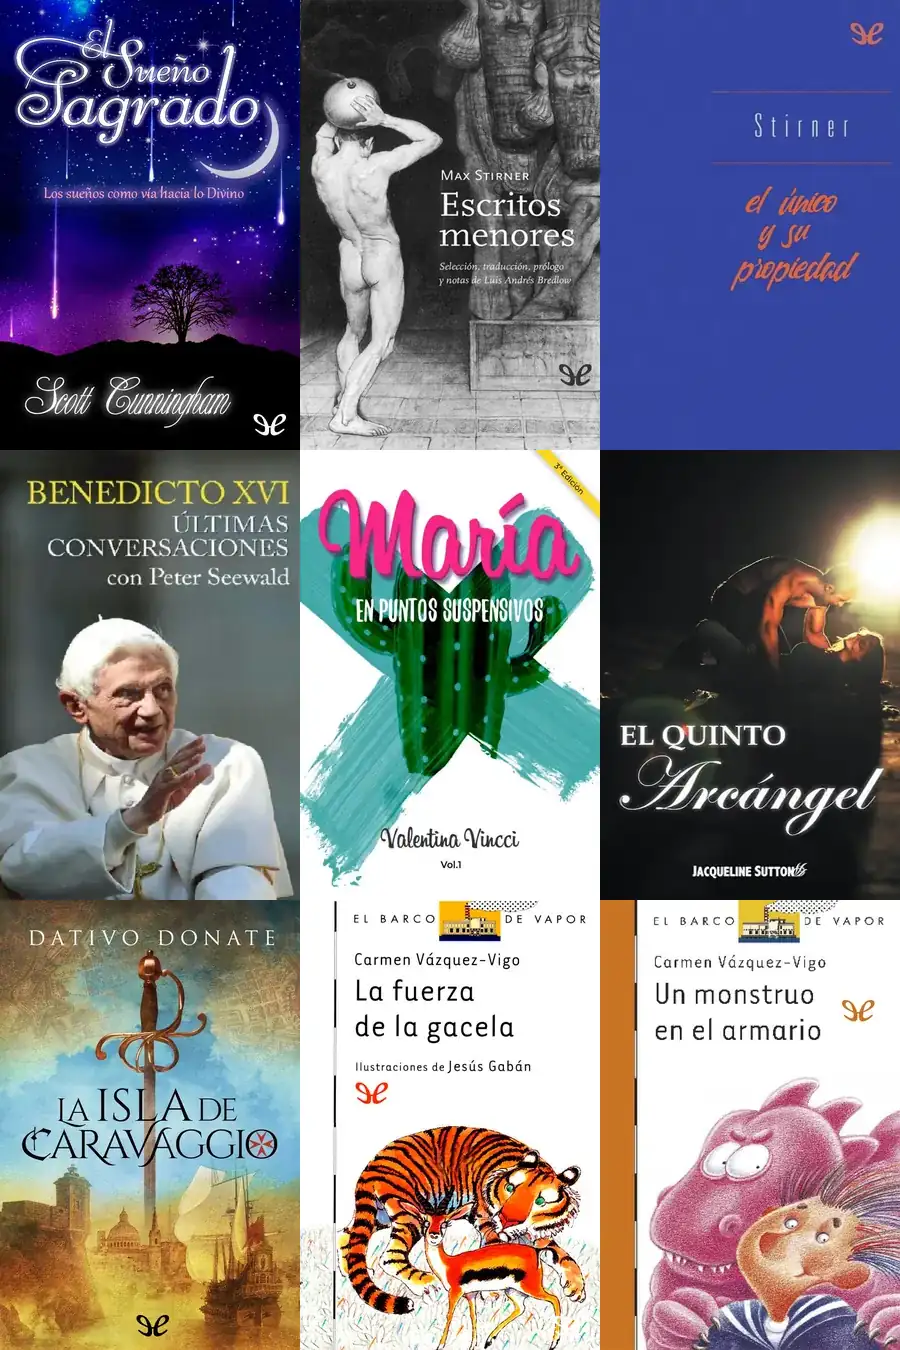 El
Sueño
Sagrado
Los sueños como vía hacia lo Divino
Scott Cunningham
MAX STIRNER
Escritos
menores
Selección, traducción, prólogo
y notas de Luis Andrés Bredlow
Stirner
el único
y su
propiedad
BENEDICTO XVI
ÚLTIMAS
CONVERSACIONES
con Peter Seewald
3ª Edición
María
EN PUNTOS SUSPENSIVOS
Valentina Vincci
Vol.1
EL QUINTO
Arcángel
JACQUELINE SUTTON
DATIVO DONATE
LA ISLA DE
CARAVAGGIO
EL BARCO DE VAPOR
Carmen Vázquez-Vigo
La fuerza
de la gacela
Ilustraciones de Jesús Gabán
EL BARCO DE VAPOR
Carmen Vázquez-Vigo
Un monstruo
en el armario